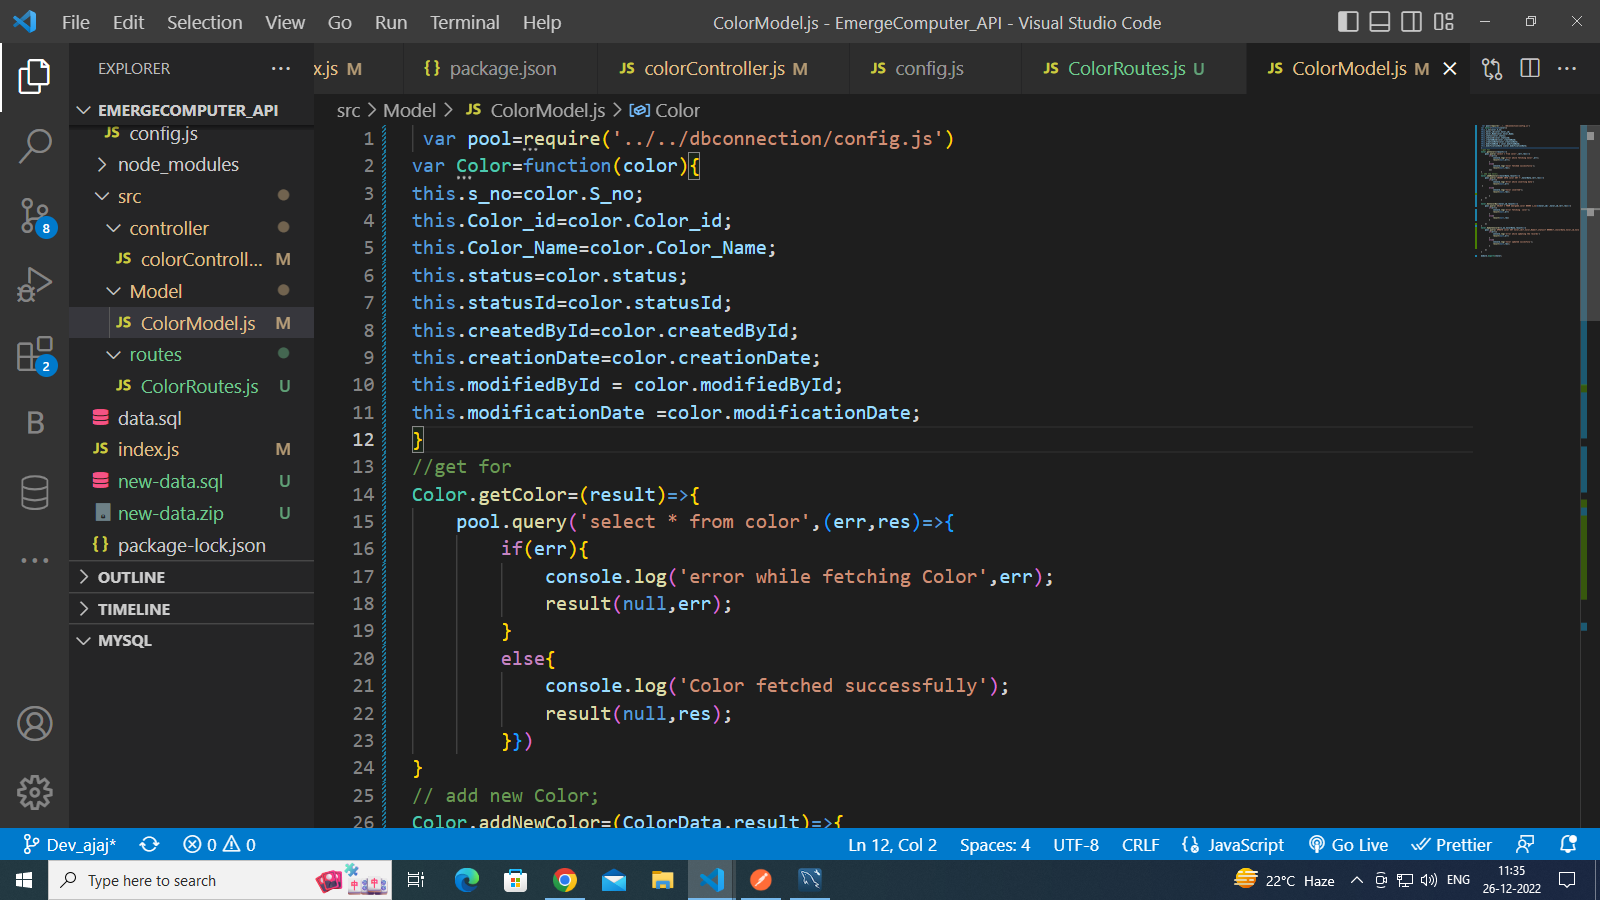 File Edit Selection View Go Run Terminal Help
ColorModel.js - EmergeComputer_API - Visual Studio Code
EXPLORER ···
x.js M
{} package.json
JS colorController.js M
JS config.js
JS ColorRoutes.js U
JS ColorModel.js M
EMERGECOMPUTER_API
JS config.js
node_modules
src
controller
JS colorControll... M
Model
JS ColorModel.js M
routes
JS ColorRoutes.js U
data.sql
JS index.js M
new-data.sql U
new-data.zip U
{} package-lock.json
OUTLINE
TIMELINE
MYSQL
8
2
B
src > Model > JS ColorModel.js > Color
1 var pool=require('../../dbconnection/config.js')
2 var Color=function(color){
3 this.s_no=color.S_no;
4 this.Color_id=color.Color_id;
5 this.Color_Name=color.Color_Name;
6 this.status=color.status;
7 this.statusId=color.statusId;
8 this.createdById=color.createdById;
9 this.creationDate=color.creationDate;
10 this.modifiedById = color.modifiedById;
11 this.modificationDate =color.modificationDate;
12 }
13 //get for
14 Color.getColor=(result)=>{
15 pool.query('select * from color',(err,res)=>{
16 if(err){
17 console.log('error while fetching Color',err);
18 result(null,err);
19 }
20 else{
21 console.log('Color fetched successfully');
22 result(null,res);
23 }})
24 }
25 // add new Color;
26 Color.addNewColor=(ColorData,result)=>{
Dev_ajaj* 0 0
Ln 12, Col 2 Spaces: 4 UTF-8 CRLF {} JavaScript Go Live Prettier
Type here to search
22°C Haze
ENG
11:35
26-12-2022